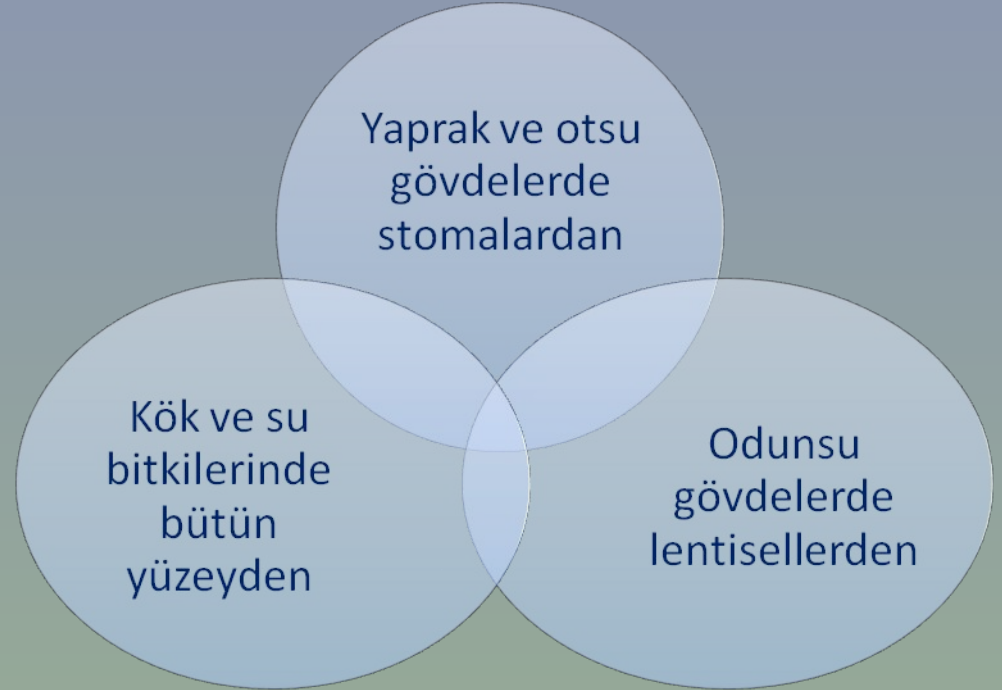 Yaprak ve otsu
gövdelerde
stomalardan
Kök ve su
bitkilerinde
bütün
yüzeyden
Odunsu
gövdelerde
lentisellerden